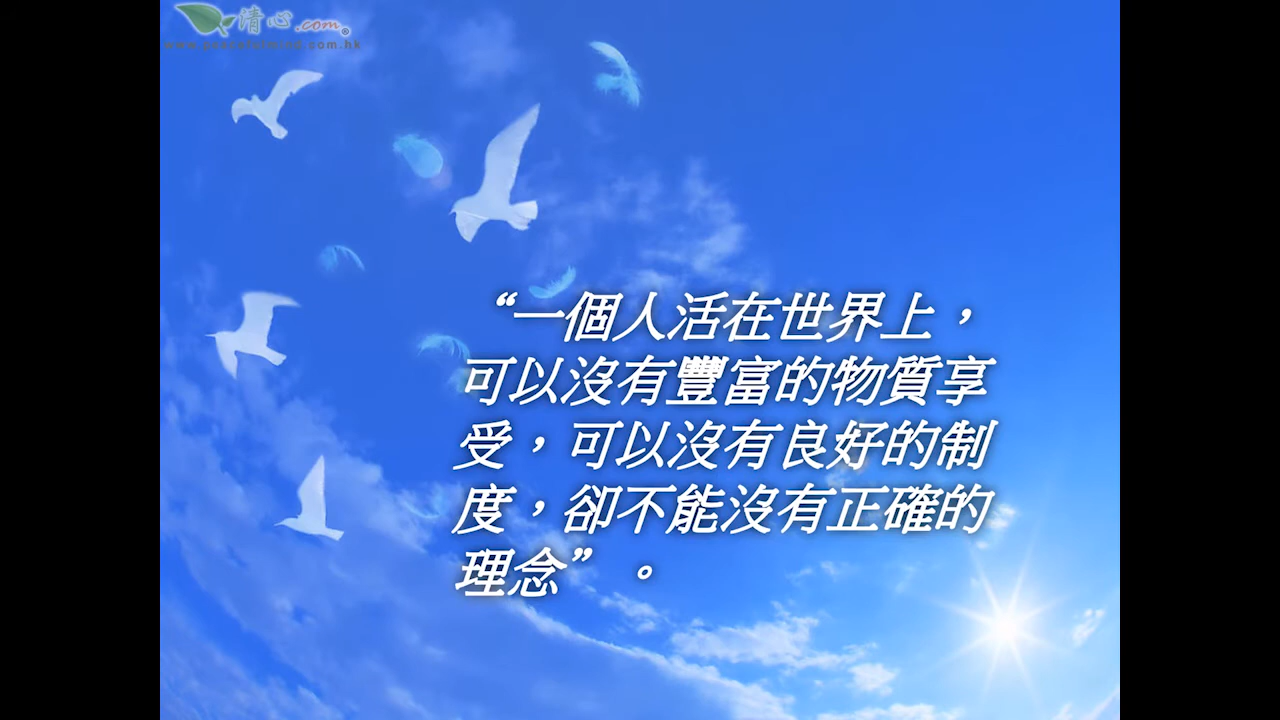 清心.com®
www.peacefulmind.com.hk
“一個人活在世界上，
可以沒有豐富的物質享
受，可以沒有良好的制
度，卻不能沒有正確的
理念”。